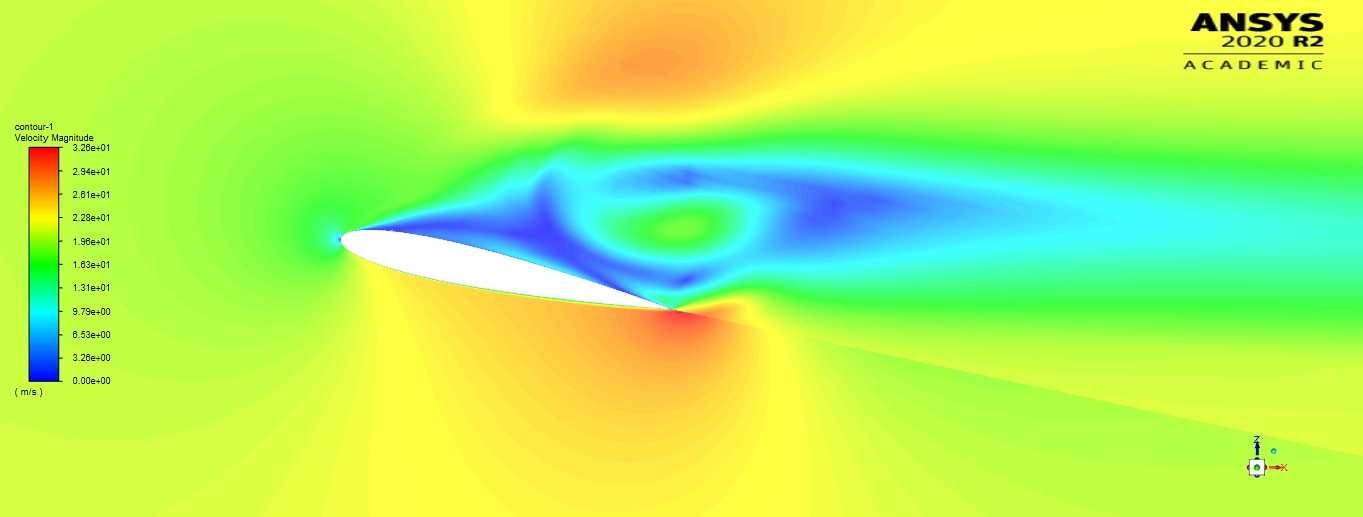 ANSYS
2020 R2
ACADEMIC
contour-1
Velocity Magnitude
3.26e+01
2.94e+01
2.61e+01
2.28e+01
1.96e+01
1.63e+01
1.31e+01
9.79e+00
6.53e+00
3.26e+00
0.00e+00
( m/s )
Z
X